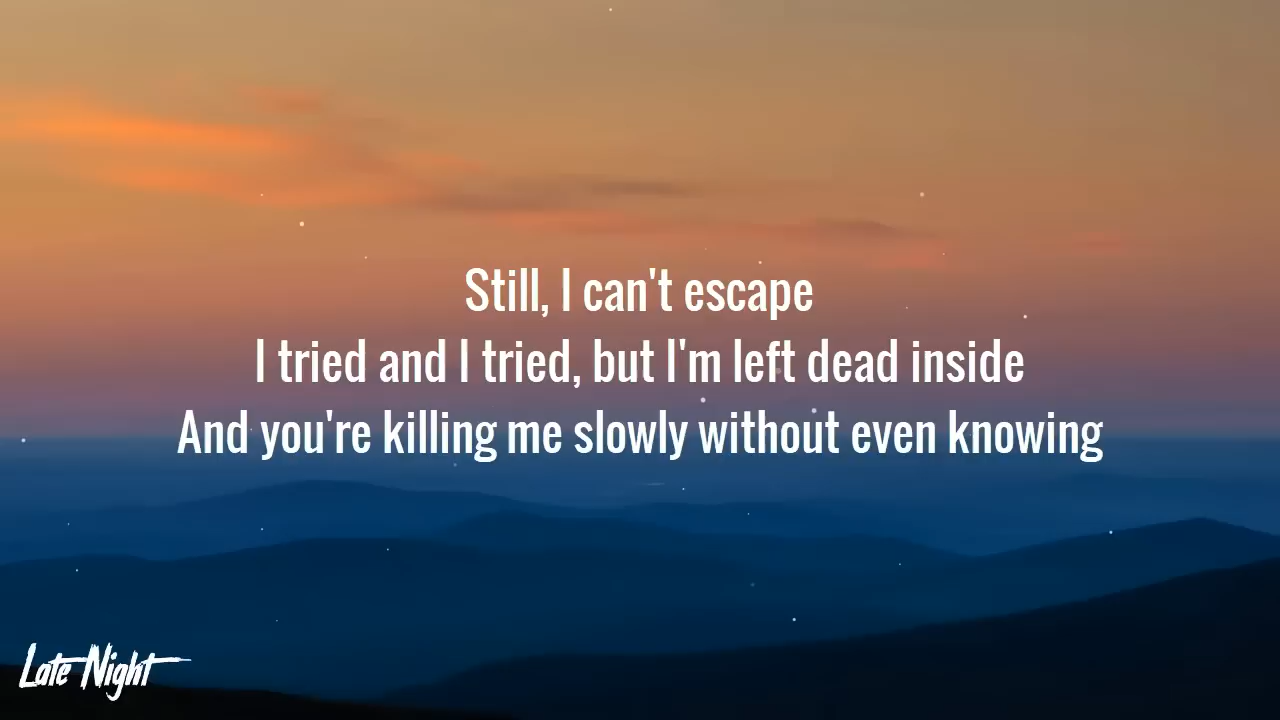 Still, I can't escape
I tried and I tried, but I'm left dead inside
And you're killing me slowly without even knowing
Late Night